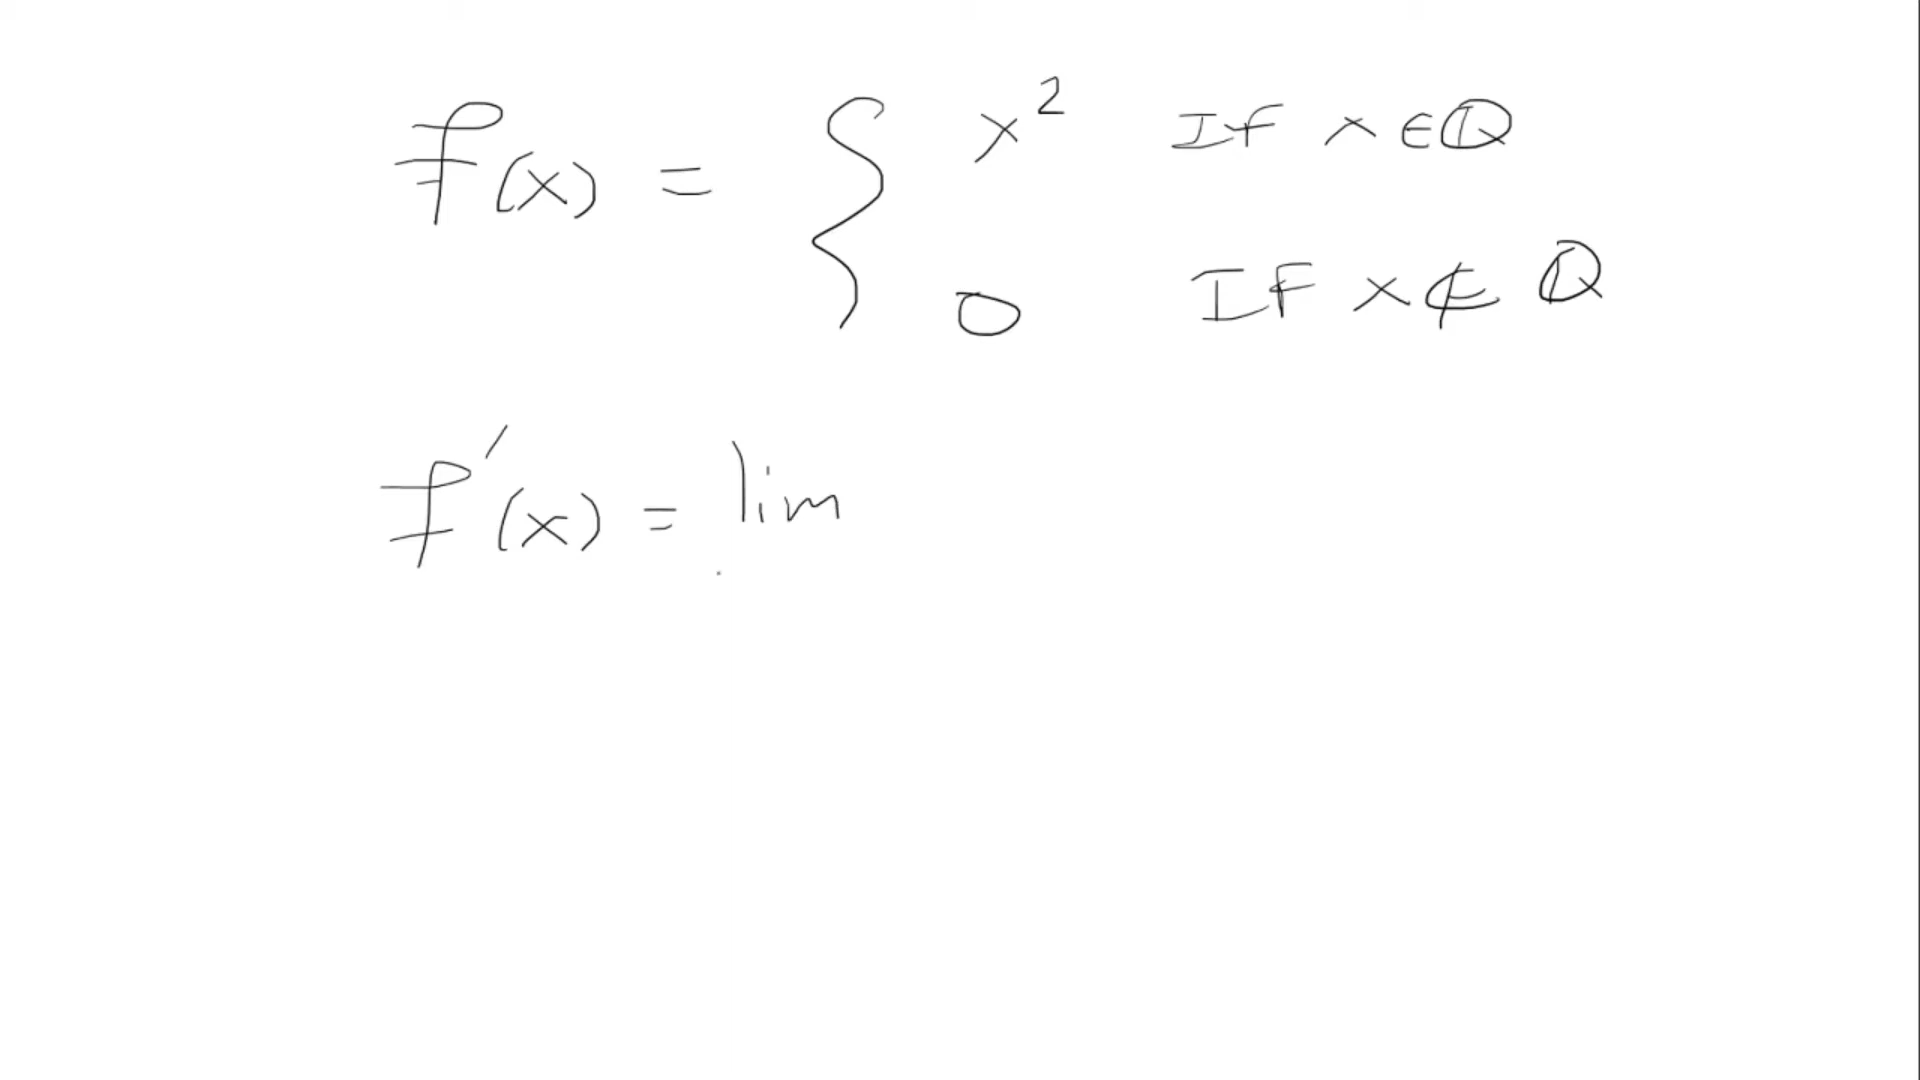 f(x) = { x² IF x ∈ ℚ
0 IF x ∉ ℚ
f'(x) = lim